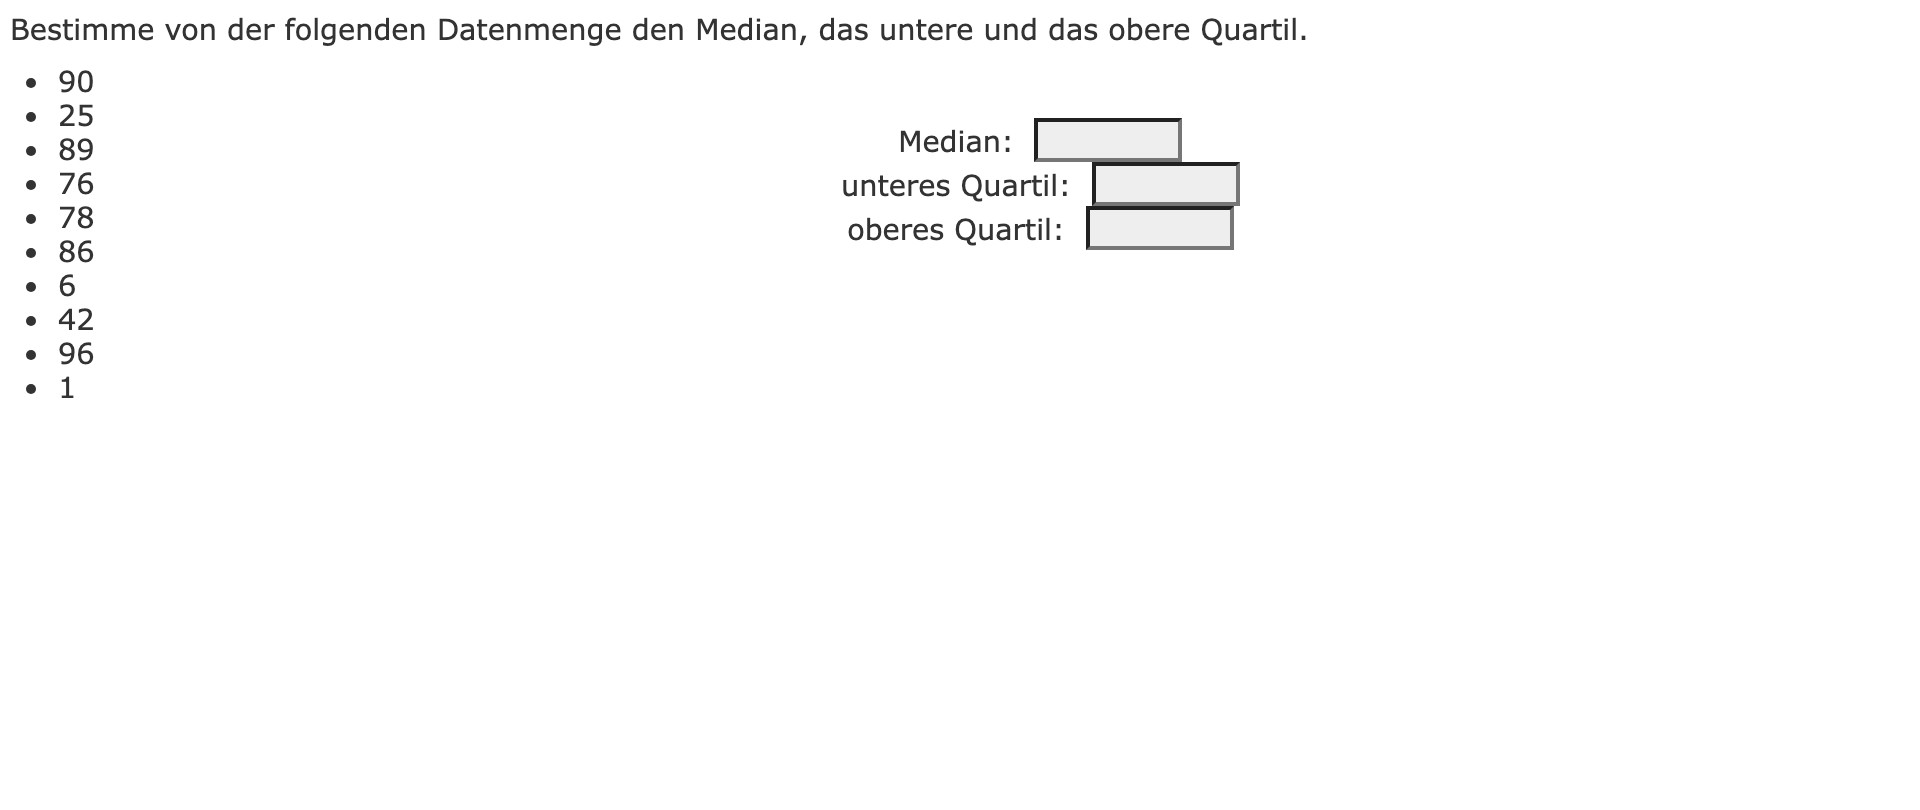 Bestimme von der folgenden Datenmenge den Median, das untere und das obere Quartil.
• 90
• 25
• 89
• 76
• 78
• 86
• 6
• 42
• 96
• 1
Median:
unteres Quartil:
oberes Quartil: